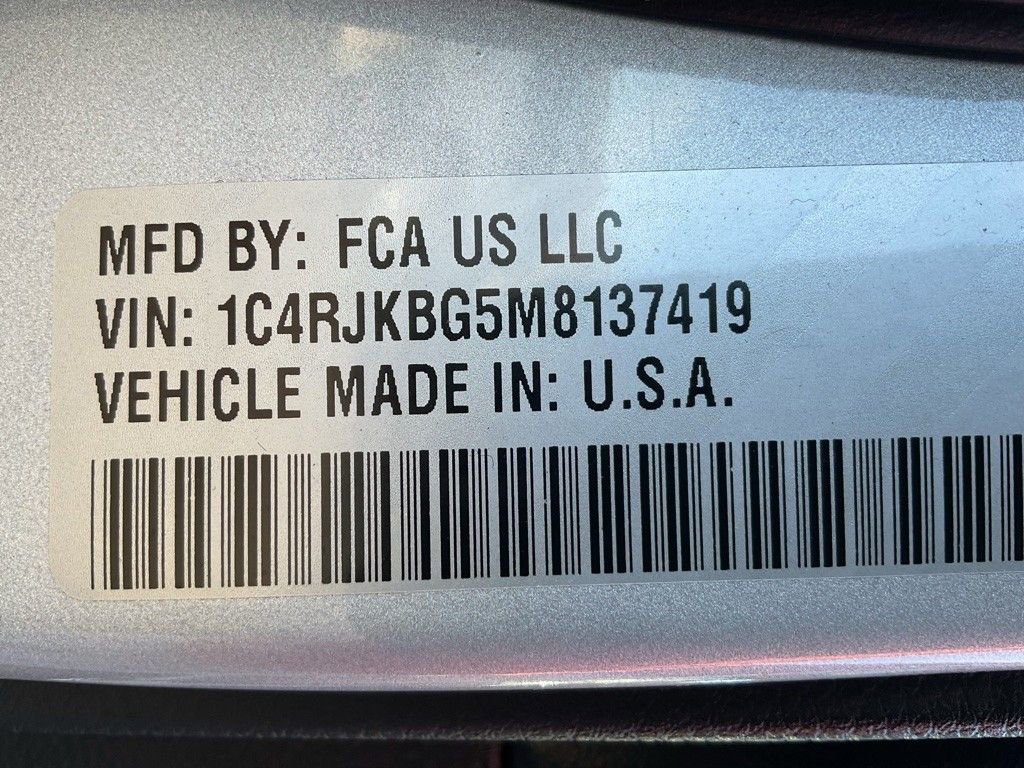 MFD BY: FCA US LLC
VIN: 1C4RJKBG5M8137419
VEHICLE MADE IN: U.S.A.